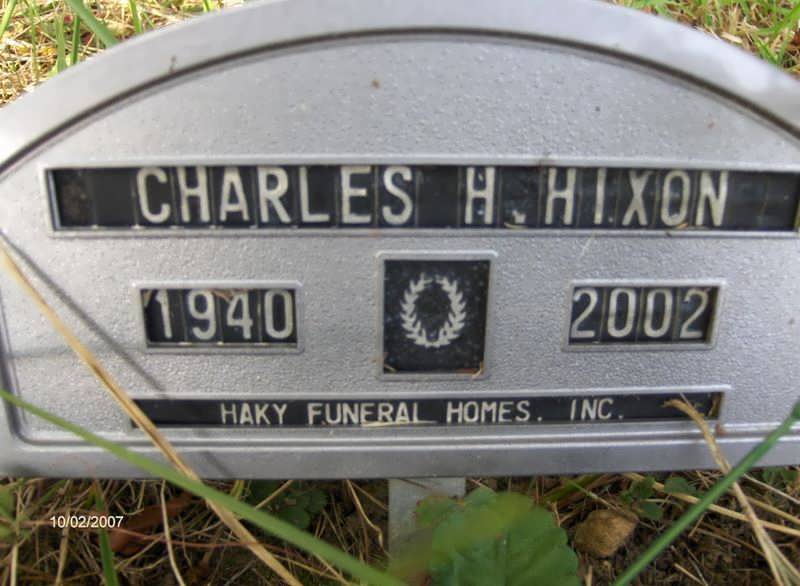 CHARLES H. HIXON
1940 2002
HAKY FUNERAL HOMES. INC.
10/02/2007